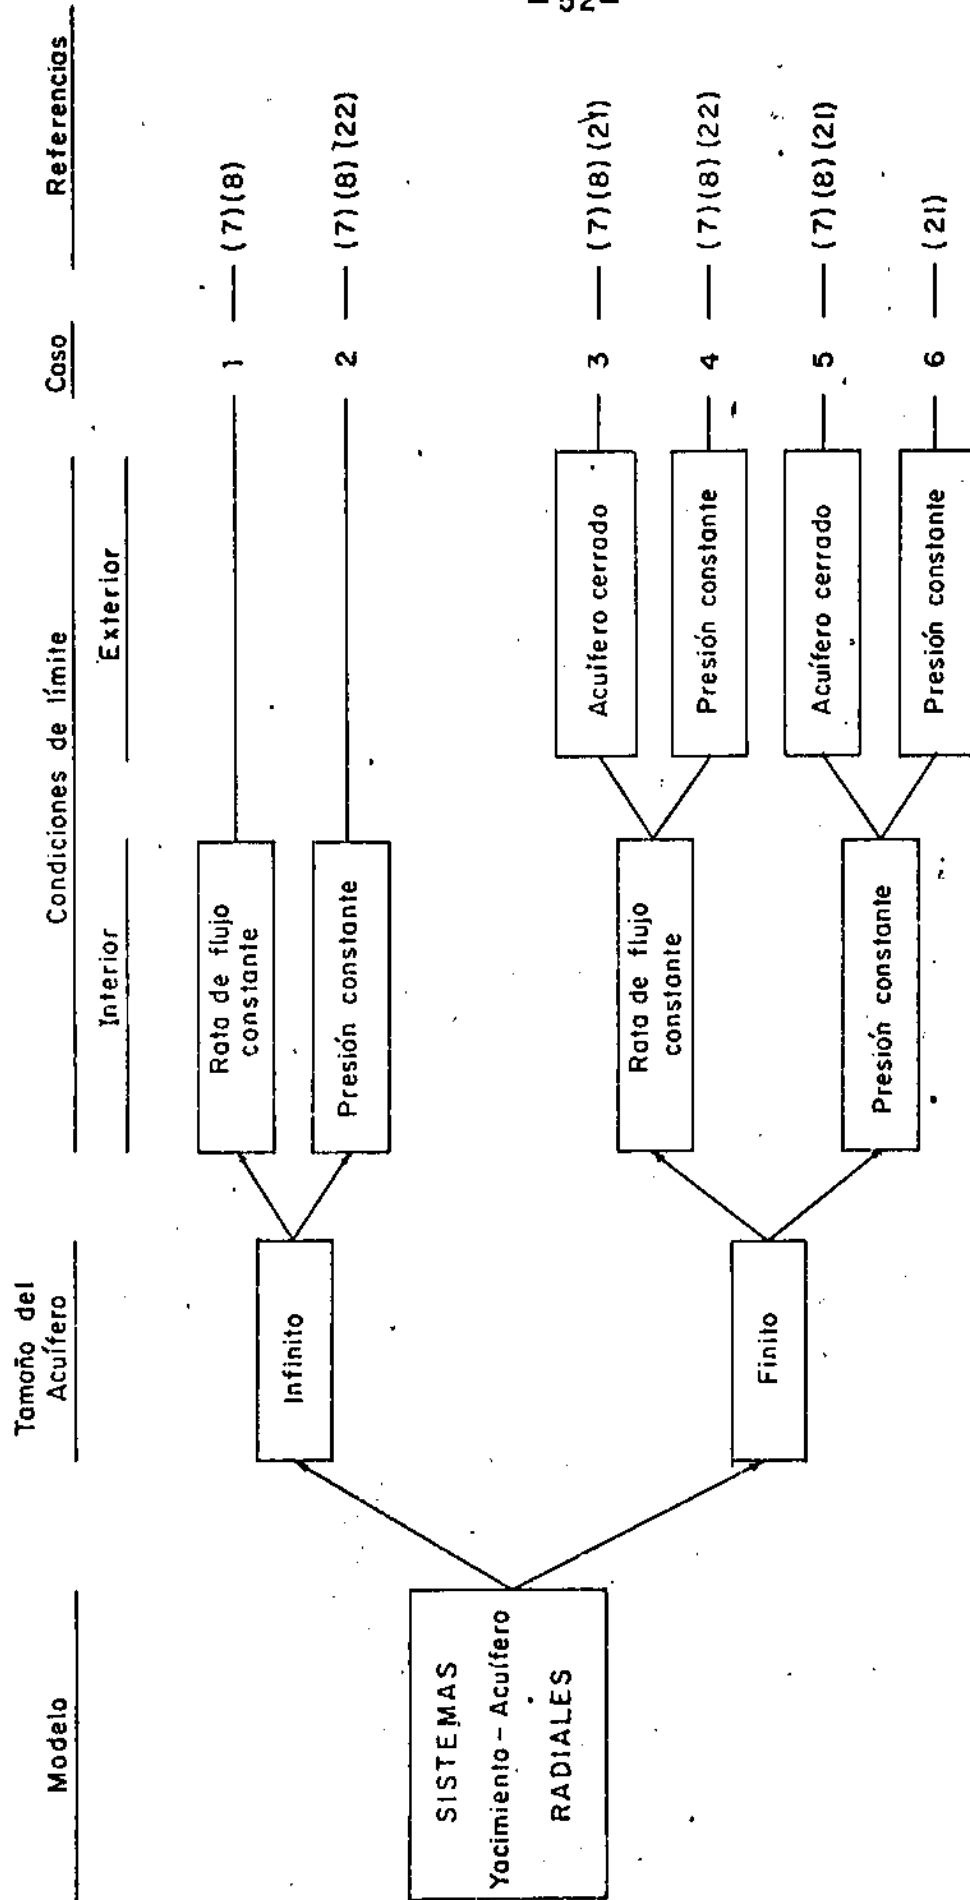 -52-
Modelo
Tamaño del
Acuífero
Condiciones de límite
Interior
Exterior
Caso
Referencias
SISTEMAS
Yacimiento - Acuífero
RADIALES
Infinito
Rata de flujo
constante
1
(7)(8)
Presión constante
2
(7)(8)(22)
Finito
Rata de flujo
constante
Acuífero cerrado
3
(7)(8)(21)
Presión constante
4
(7)(8)(22)
Presión constante
Acuífero cerrado
5
(7)(8)(21)
Presión constante
6
(21)